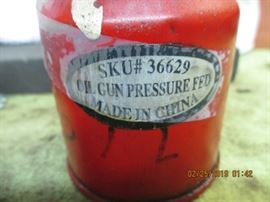 SKU# 36629
OIL GUN PRESSURE FED
MADE IN CHINA
02/25/2019 01:42